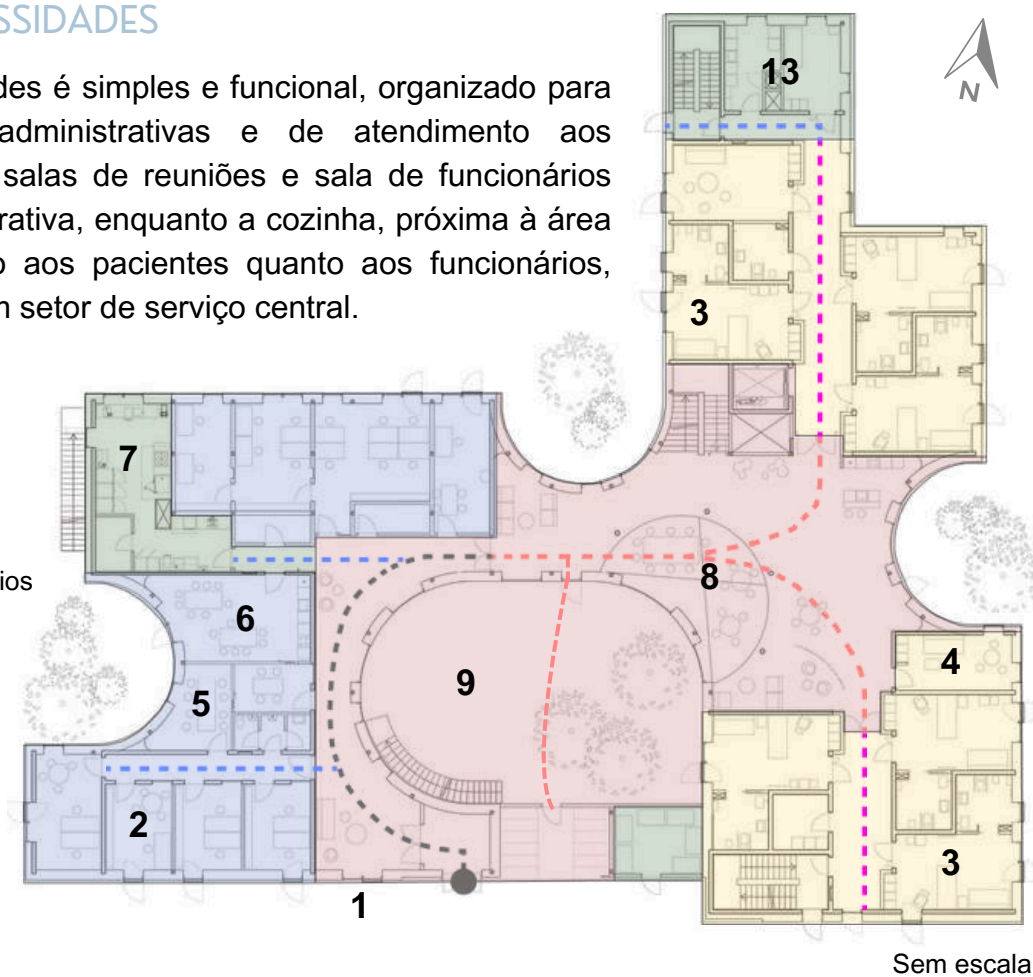 SSIDADES
des é simples e funcional, organizado para
administrativas e de atendimento aos
salas de reuniões e sala de funcionários
rativa, enquanto a cozinha, próxima à área
o aos pacientes quanto aos funcionários,
m setor de serviço central.
N
13
3
7
ios
6
8
4
9
5
2
3
1
Sem escala